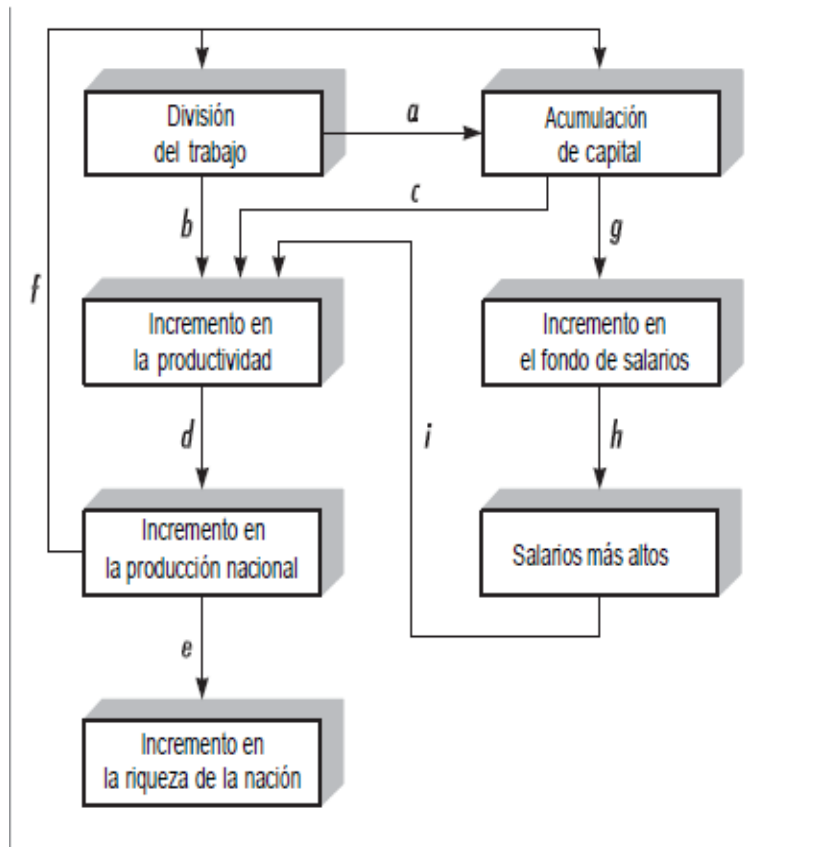 División
del trabajo
a
Acumulación
de capital
b
c
g
f
Incremento en
la productividad
Incremento en
el fondo de salarios
d
i
h
Incremento en
la producción nacional
Salarios más altos
e
Incremento en
la riqueza de la nación